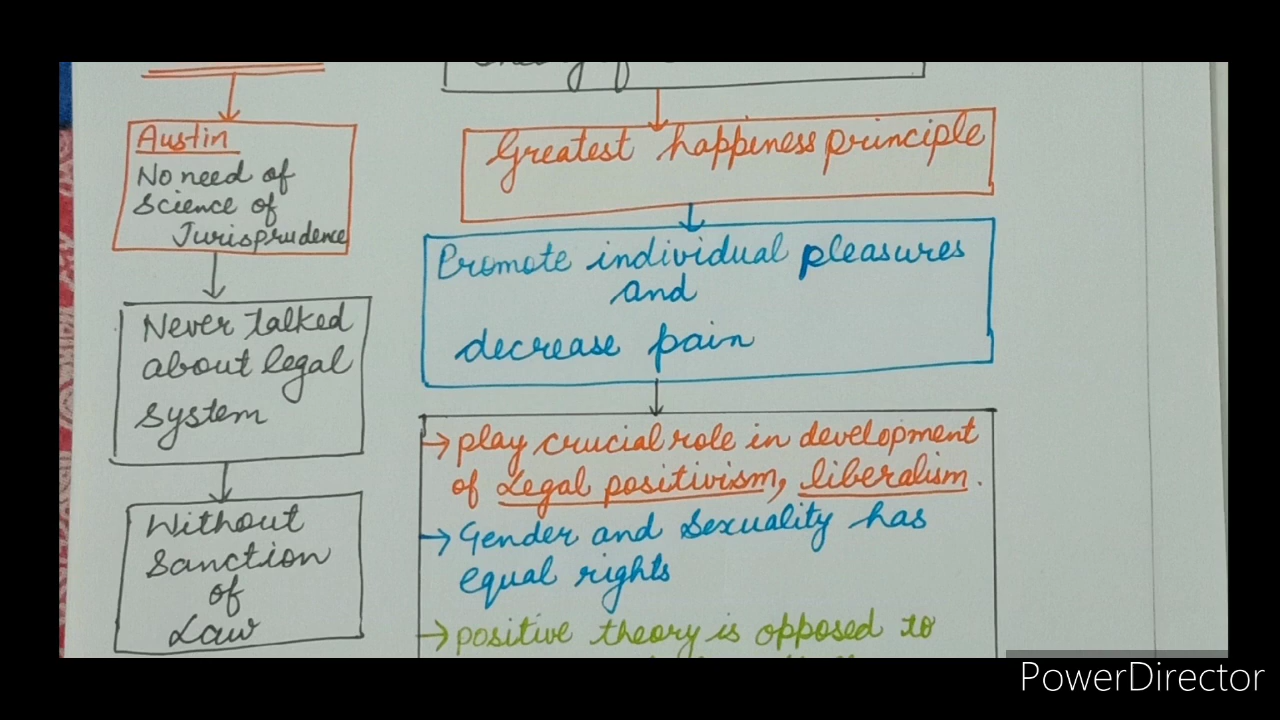 Austin
No need of
Science of
Jurisprudence
Never talked
about legal
system
Without
Sanction
of
Law
Greatest happiness principle
Promote individual pleasures
and
decrease pain
→ play crucial role in development
of Legal positivism, liberalism.
→ Gender and Sexuality has
equal rights
→ positive theory is opposed to
PowerDirector